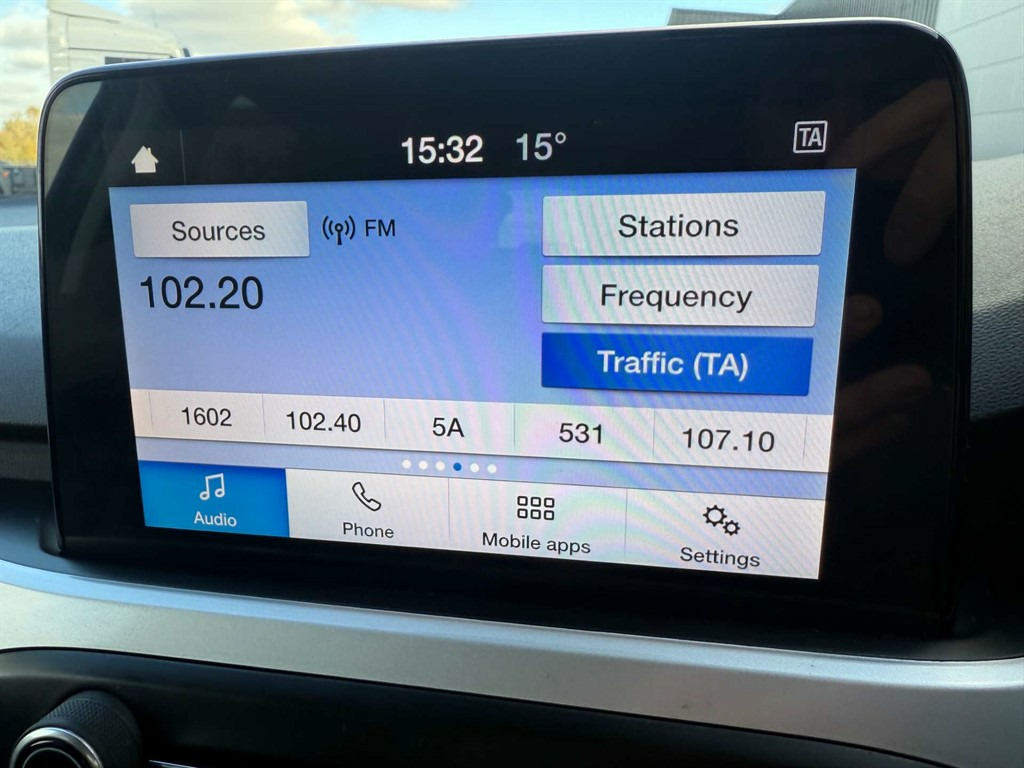 15:32 15° TA
Sources FM Stations
102.20 Frequency
Traffic (TA)
1602 102.40 5A 531 107.10
Audio Phone Mobile apps Settings